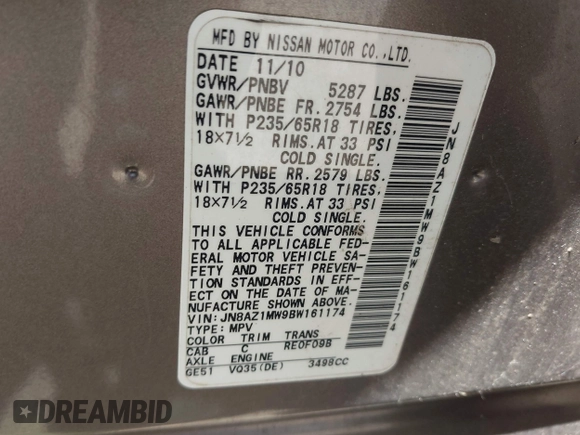 MFD BY NISSAN MOTOR CO.,LTD.
DATE 11/10
GVWR/PNBV 5287 LBS.
GAWR/PNBE FR. 2754 LBS.
WITH P235/65R18 TIRES,
18×7½ RIMS.AT 33 PSI
COLD SINGLE.
GAWR/PNBE RR. 2579 LBS.
WITH P235/65R18 TIRES,
18×7½ RIMS.AT 33 PSI
COLD SINGLE.
THIS VEHICLE CONFORMS
TO ALL APPLICABLE FED-
ERAL MOTOR VEHICLE SA-
FETY AND THEFT PREVEN-
TION STANDARDS IN EFF-
ECT ON THE DATE OF MA-
NUFACTURE SHOWN ABOVE.
VIN:JN8AZ1MW9BW161174
TYPE:MPV
COLOR TRIM TRANS
CAB C RE0F09B
AXLE ENGINE
GE51 VQ35(DE) 3498CC
JN8AZ1MW9BW161174
DREAMBID